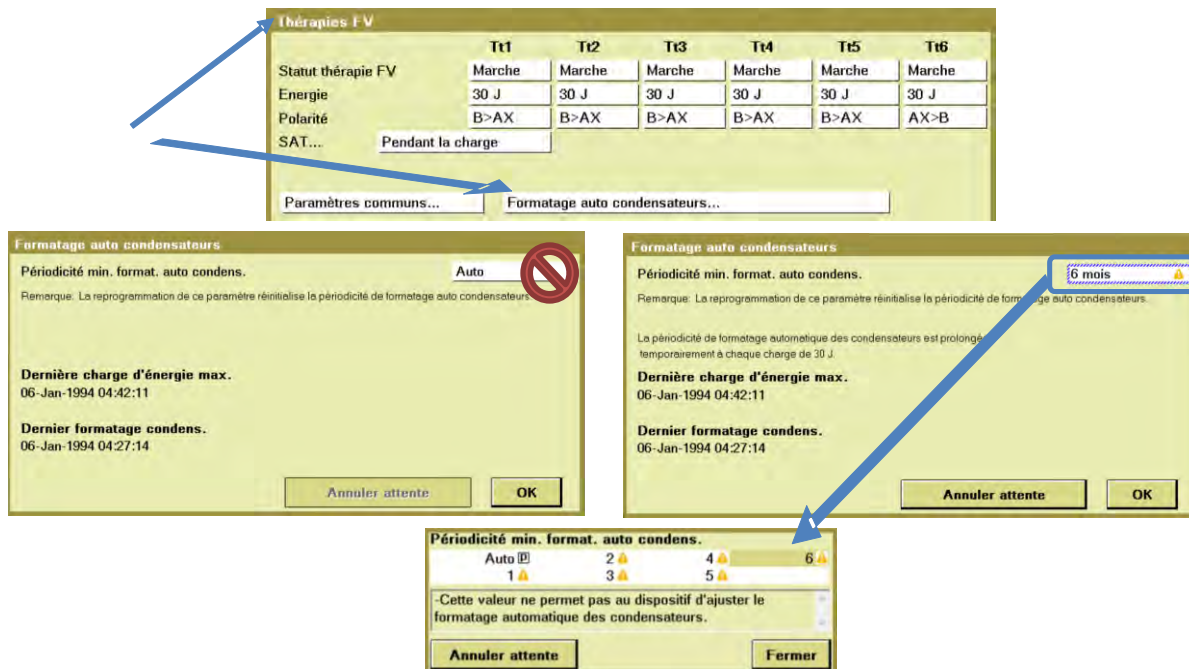 Thérapies FV
Tt1 Tt2 Tt3 Tt4 Tt5 Tt6
Statut thérapie FV Marche Marche Marche Marche Marche Marche
Energie 30 J 30 J 30 J 30 J 30 J 30 J
Polarité B>AX B>AX B>AX B>AX B>AX AX>B
SAT... Pendant la charge
Paramètres communs... Formatage auto condensateurs...
Formatage auto condensateurs
Périodicité min. format. auto condens. Auto
Remarque: La reprogrammation de ce paramètre réinitialise la périodicité de formatage auto condensateurs.
Dernière charge d'énergie max.
06-Jan-1994 04:42:11
Dernier formatage condens.
06-Jan-1994 04:27:14
Annuler attente OK
Formatage auto condensateurs
Périodicité min. format. auto condens. 6 mois
Remarque: La reprogrammation de ce paramètre réinitialise la périodicité de formatage auto condensateurs.
La périodicité de formatage automatique des condensateurs est prolongée
temporairement à chaque charge de 30 J.
Dernière charge d'énergie max.
06-Jan-1994 04:42:11
Dernier formatage condens.
06-Jan-1994 04:27:14
Annuler attente OK
Périodicité min. format. auto condens.
Auto P 2 4 6
1 3 5
-Cette valeur ne permet pas au dispositif d'ajuster le
formatage automatique des condensateurs.
Annuler attente Fermer